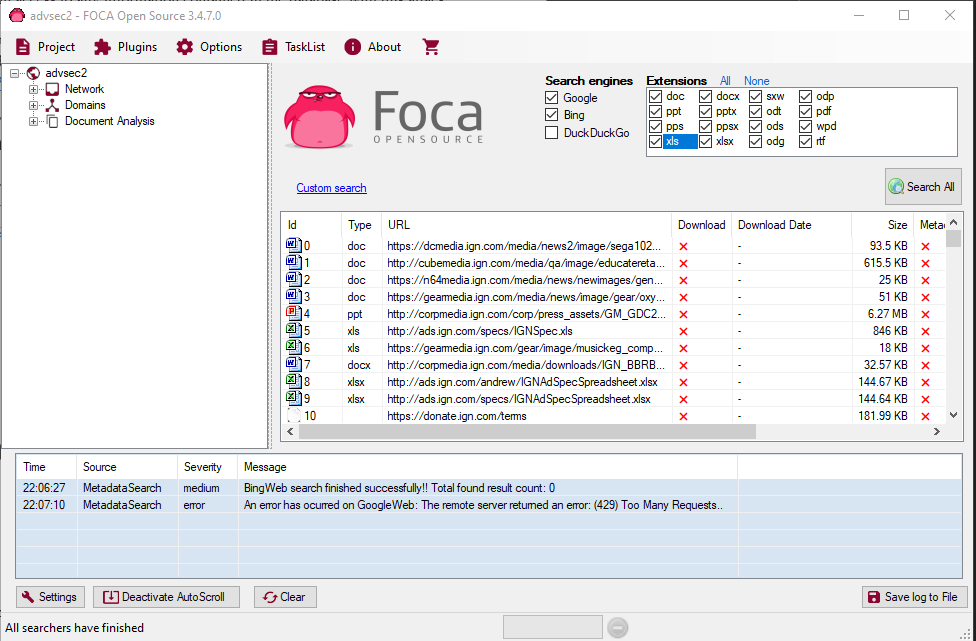 advsec2 - FOCA Open Source 3.4.7.0
Project Plugins Options TaskList About
advsec2
Network
Domains
Document Analysis
Foca
OPENSOURCE
Search engines
Google
Bing
DuckDuckGo
Extensions All None
doc docx sxw odp
ppt pptx odt pdf
pps ppsx ods wpd
xls xlsx odg rtf
Custom search
Search All
Id Type URL Download Download Date Size Metac
0 doc https://dcmedia.ign.com/media/news2/image/sega102... × - 93.5 KB ×
1 doc http://cubemedia.ign.com/media/qa/image/educatereta... × - 615.5 KB ×
2 doc https://n64media.ign.com/media/news/newimages/gen... × - 25 KB ×
3 doc https://gearmedia.ign.com/media/news/image/gear/oxy... × - 51 KB ×
4 ppt http://corpmedia.ign.com/corp/press_assets/GM_GDC2... × - 6.27 MB ×
5 xls http://ads.ign.com/specs/IGNSpec.xls × - 846 KB ×
6 xls https://gearmedia.ign.com/gear/image/musickeg_comp... × - 18 KB ×
7 docx http://corpmedia.ign.com/media/downloads/IGN_BBRB... × - 32.57 KB ×
8 xlsx http://ads.ign.com/andrew/IGNAdSpecSpreadsheet.xlsx × - 144.67 KB ×
9 xlsx http://ads.ign.com/specs/IGNAdSpecSpreadsheet.xlsx × - 144.64 KB ×
10 https://donate.ign.com/terms × - 181.99 KB ×
Time Source Severity Message
22:06:27 MetadataSearch medium BingWeb search finished successfully!! Total found result count: 0
22:07:10 MetadataSearch error An error has ocurred on GoogleWeb: The remote server returned an error: (429) Too Many Requests..
Settings Deactivate AutoScroll Clear Save log to File
All searchers have finished